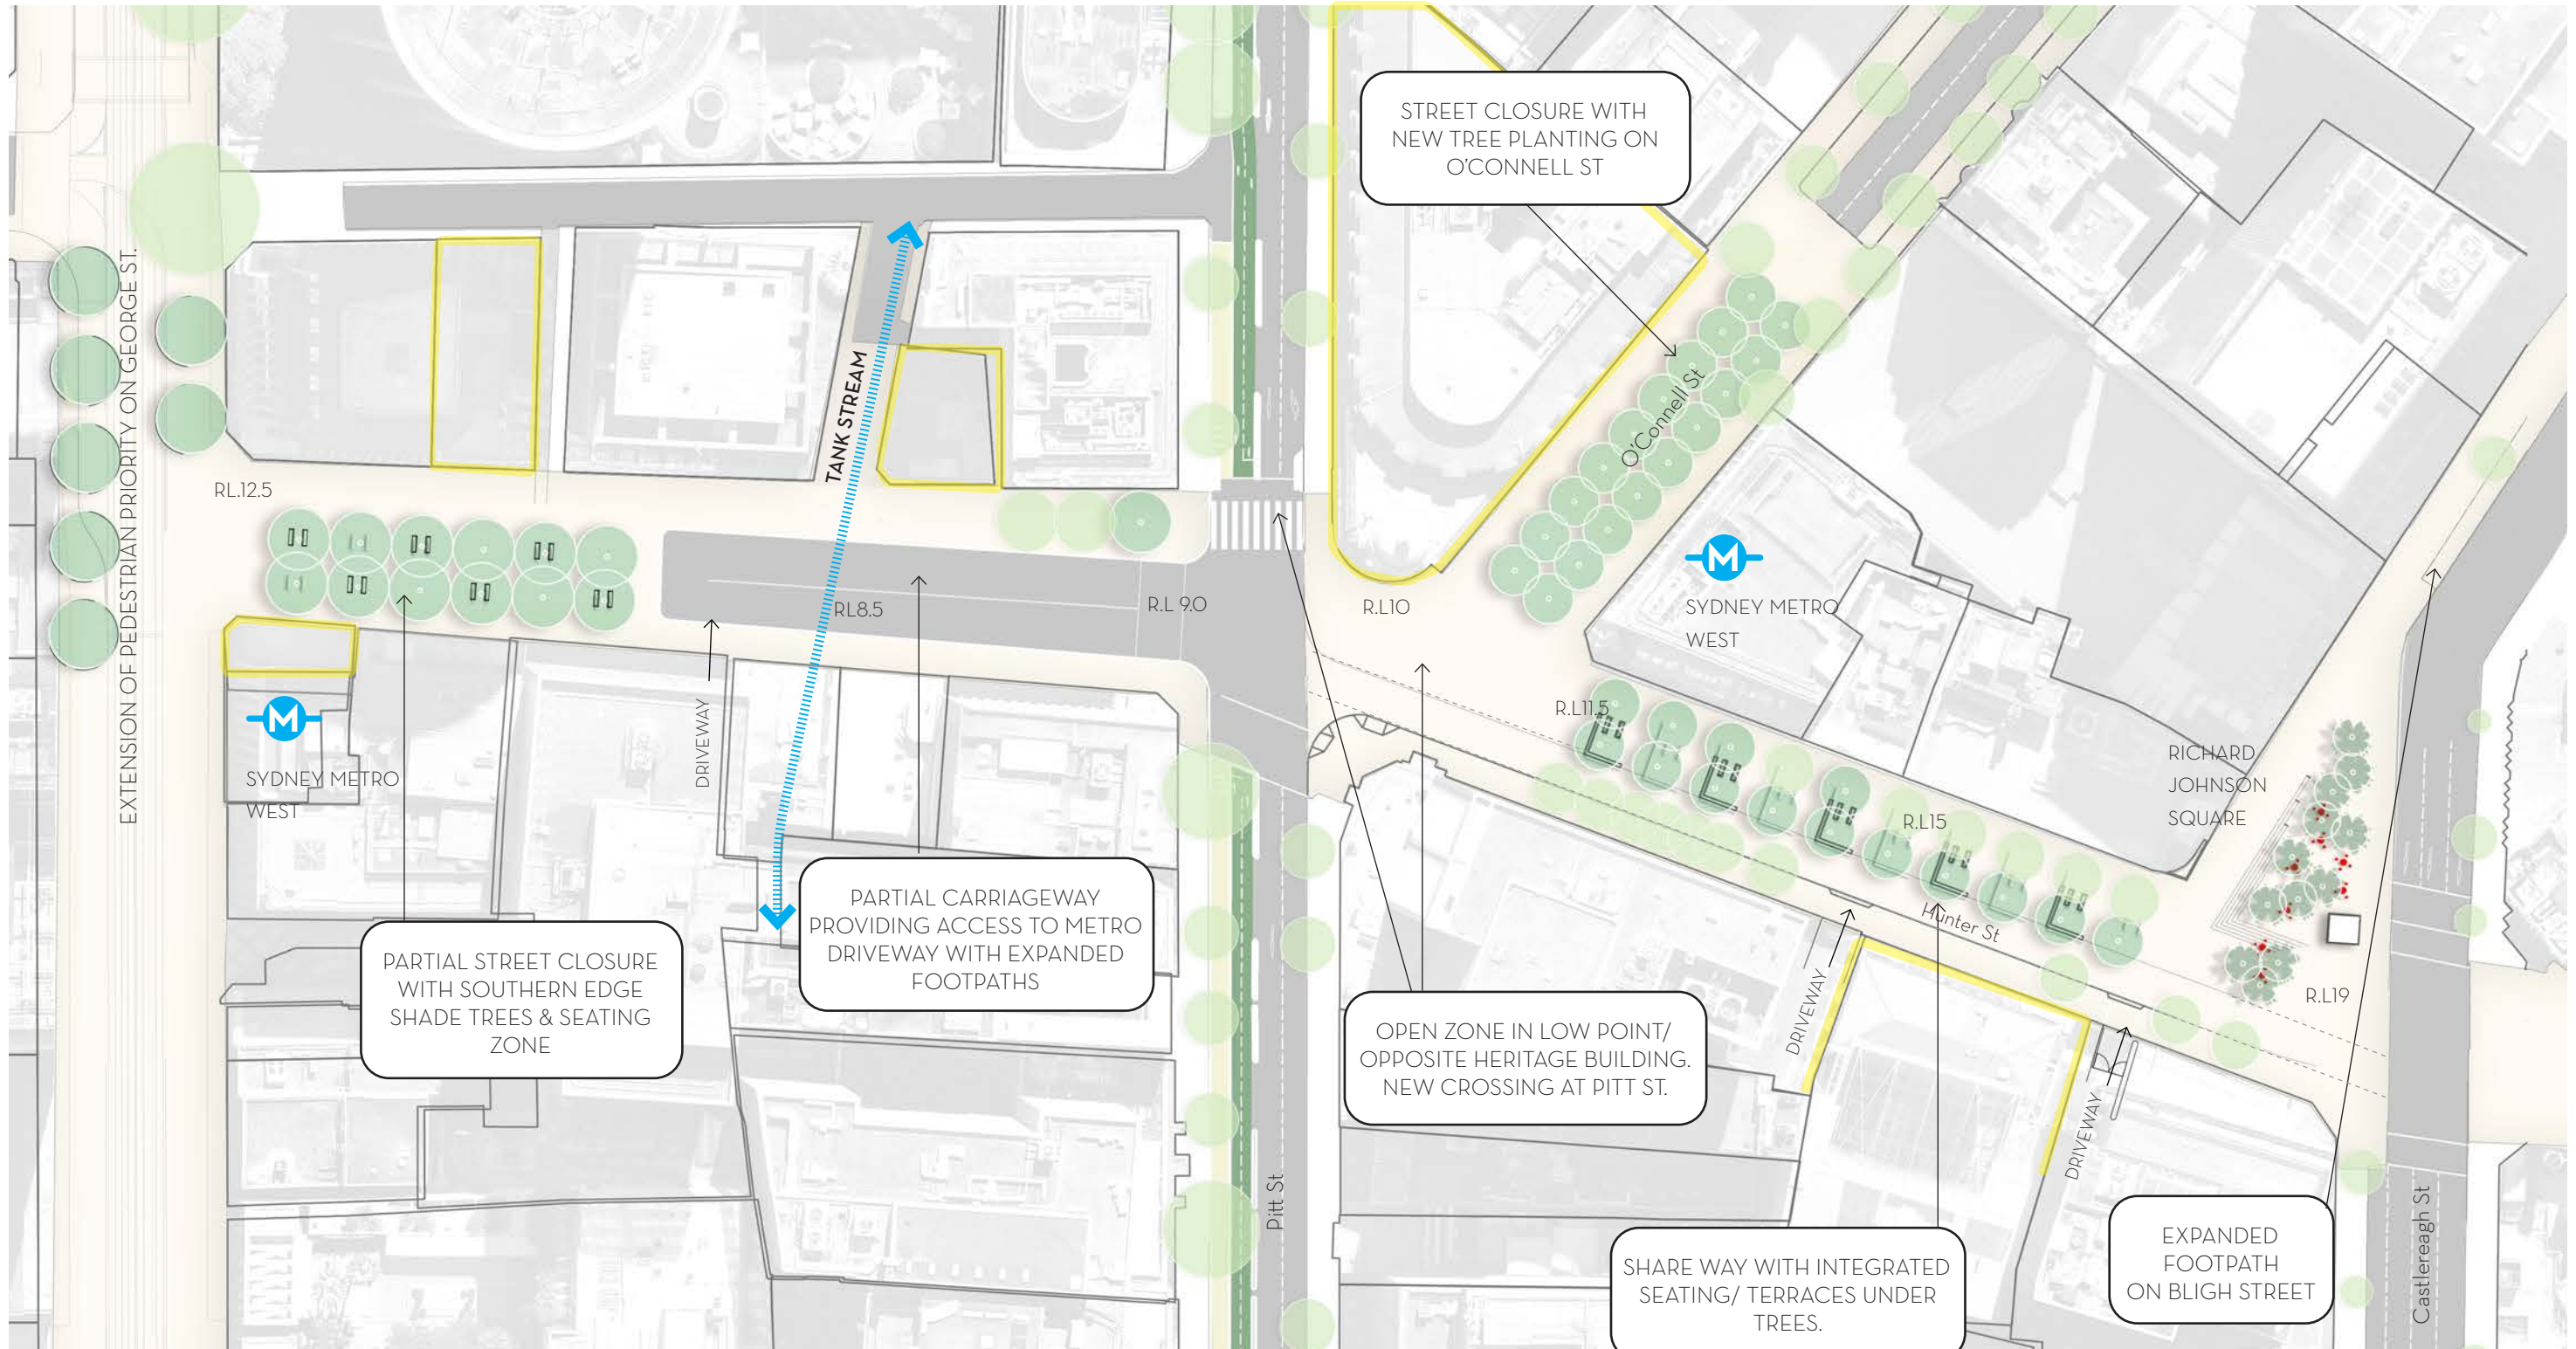 STREET CLOSURE WITH
NEW TREE PLANTING ON
O'CONNELL ST
EXTENSION OF PEDESTRIAN PRIORITY ON GEORGE ST.
TANK STREAM
O'Connell St
RL.12.5
M
SYDNEY METRO
WEST
RL8.5
R.L 9.0
R.L10
R.L11.5
DRIVEWAY
M
SYDNEY METRO
WEST
RICHARD
JOHNSON
SQUARE
R.L15
Hunter St
R.L19
PARTIAL CARRIAGEWAY
PROVIDING ACCESS TO METRO
DRIVEWAY WITH EXPANDED
FOOTPATHS
PARTIAL STREET CLOSURE
WITH SOUTHERN EDGE
SHADE TREES & SEATING
ZONE
OPEN ZONE IN LOW POINT/
OPPOSITE HERITAGE BUILDING.
NEW CROSSING AT PITT ST.
DRIVEWAY
DRIVEWAY
Pitt St
SHARE WAY WITH INTEGRATED
SEATING/ TERRACES UNDER
TREES.
EXPANDED
FOOTPATH
ON BLIGH STREET
Castlereagh St